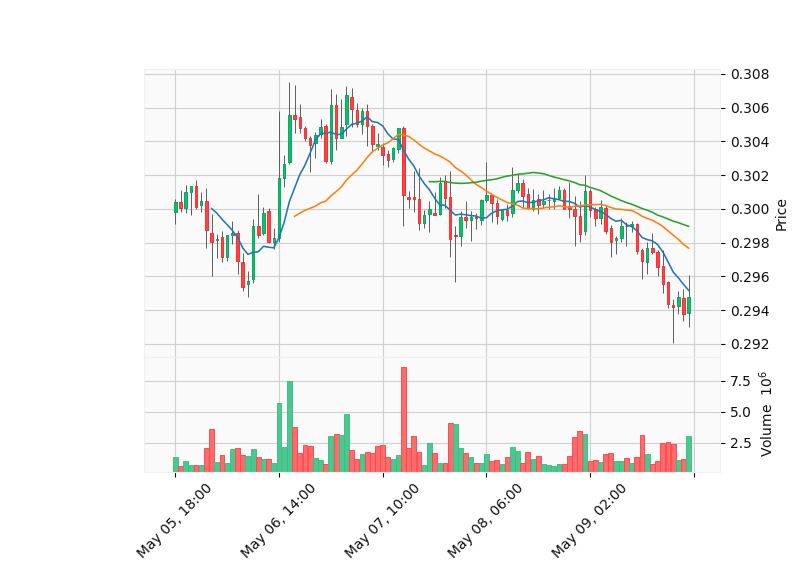 0.308
0.306
0.304
0.302
0.300
0.298
0.296
0.294
0.292
Price
7.5
5.0
2.5
Volume 10⁶
May 05, 18:00
May 06, 14:00
May 07, 10:00
May 08, 06:00
May 09, 02:00